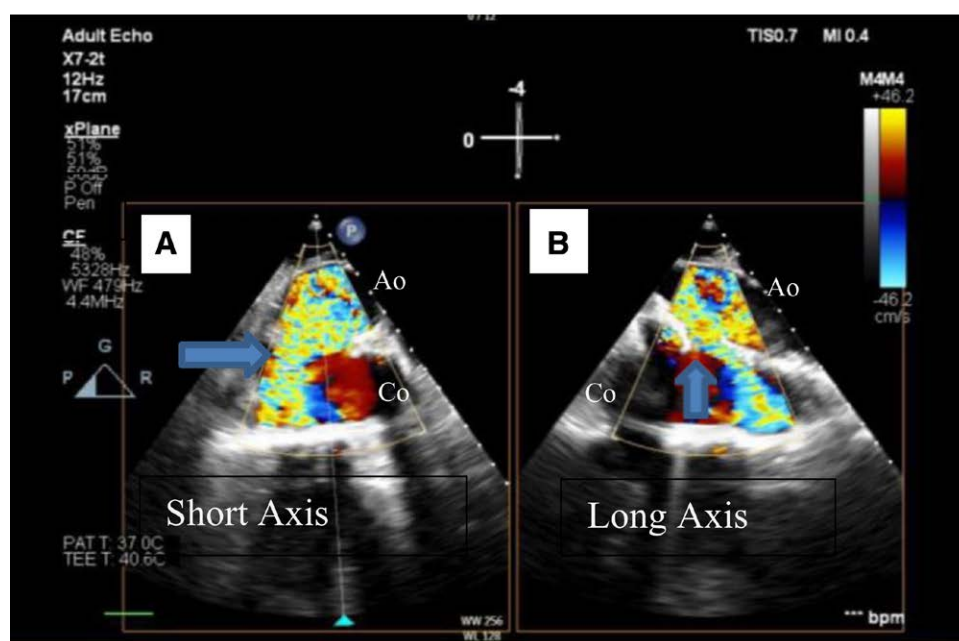 Adult Echo
X7-2t
12Hz
17cm
xPlane
51%
51%
50dB
P Off
Pen
CF
48%
5328Hz
WF 479Hz
4.4MHz
G
P R
PAT T: 37.0C
TEE T: 40.6C
-4
0
TIS0.7 MI 0.4
M4M4
+46.2
-46.2
cm/s
A
P
Ao
Co
Short Axis
WW 256
WL 128
B
Ao
Co
Long Axis
--- bpm